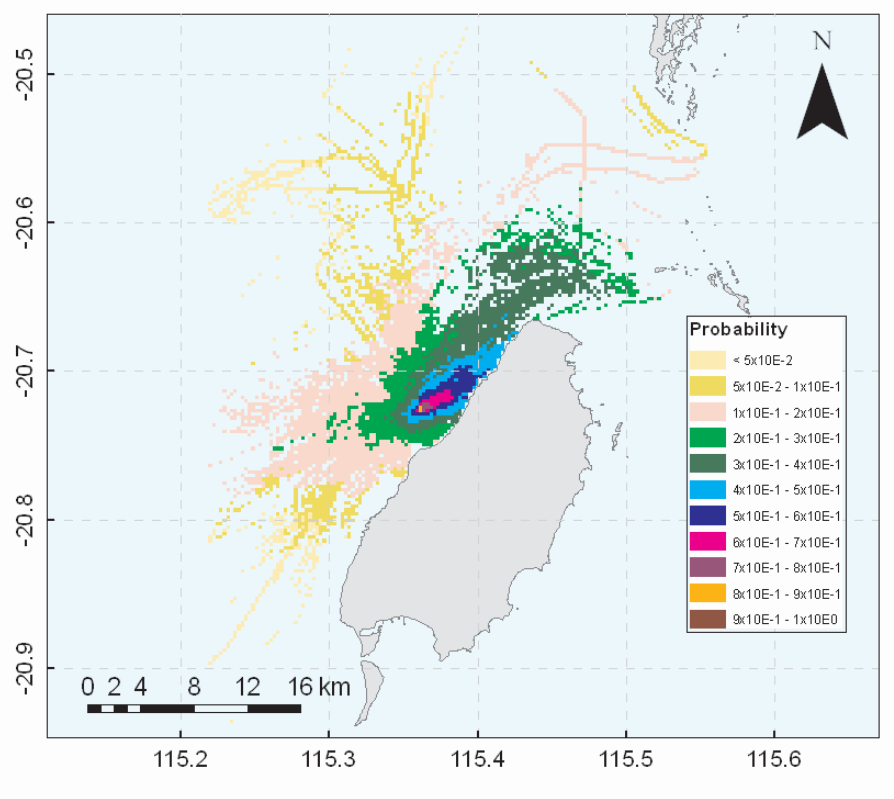 N
-20.5
-20.6
-20.7
-20.8
-20.9
Probability
< 5x10E-2
5x10E-2 - 1x10E-1
1x10E-1 - 2x10E-1
2x10E-1 - 3x10E-1
3x10E-1 - 4x10E-1
4x10E-1 - 5x10E-1
5x10E-1 - 6x10E-1
6x10E-1 - 7x10E-1
7x10E-1 - 8x10E-1
8x10E-1 - 9x10E-1
9x10E-1 - 1x10E0
0 2 4 8 12 16 km
115.2 115.3 115.4 115.5 115.6